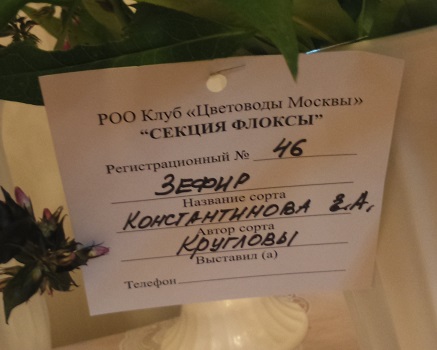 РОО Клуб «Цветоводы Москвы»
“СЕКЦИЯ ФЛОКСЫ”
Регистрационный № 46
ЗЕФИР
Название сорта
КОНСТАНТИНОВА Е.А.
Автор сорта
КРУГЛОВЫ
Выставил (а)
Телефон